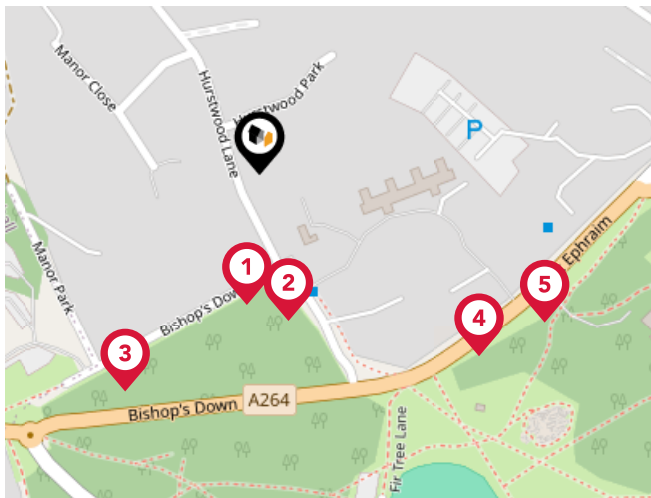 Manor Close
Hurstwood Lane
Hurstwood Park
P
Manor Park
1
Bishop's Down
2
3
Ephraim
5
4
A264
Bishop's Down
Fir Tree Lane